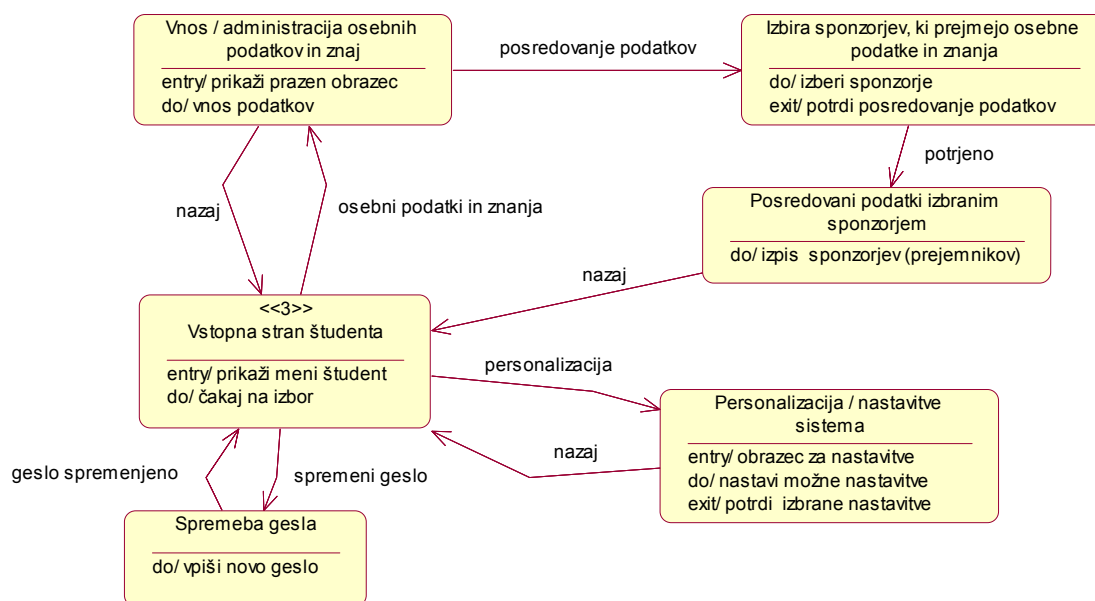 Vnos / administracija osebnih
podatkov in znaj
entry/ prikaži prazen obrazec
do/ vnos podatkov
posredovanje podatkov
Izbira sponzorjev, ki prejmejo osebne
podatke in znanja
do/ izberi sponzorje
exit/ potrdi posredovanje podatkov
potrjeno
nazaj
osebni podatki in znanja
Posredovani podatki izbranim
sponzorjem
do/ izpis sponzorjev (prejemnikov)
nazaj
<<3>>
Vstopna stran študenta
entry/ prikaži meni študent
do/ čakaj na izbor
personalizacija
Personalizacija / nastavitve
sistema
entry/ obrazec za nastavitve
do/ nastavi možne nastavitve
exit/ potrdi izbrane nastavitve
nazaj
geslo spremenjeno
spremeni geslo
Spremeba gesla
do/ vpiši novo geslo